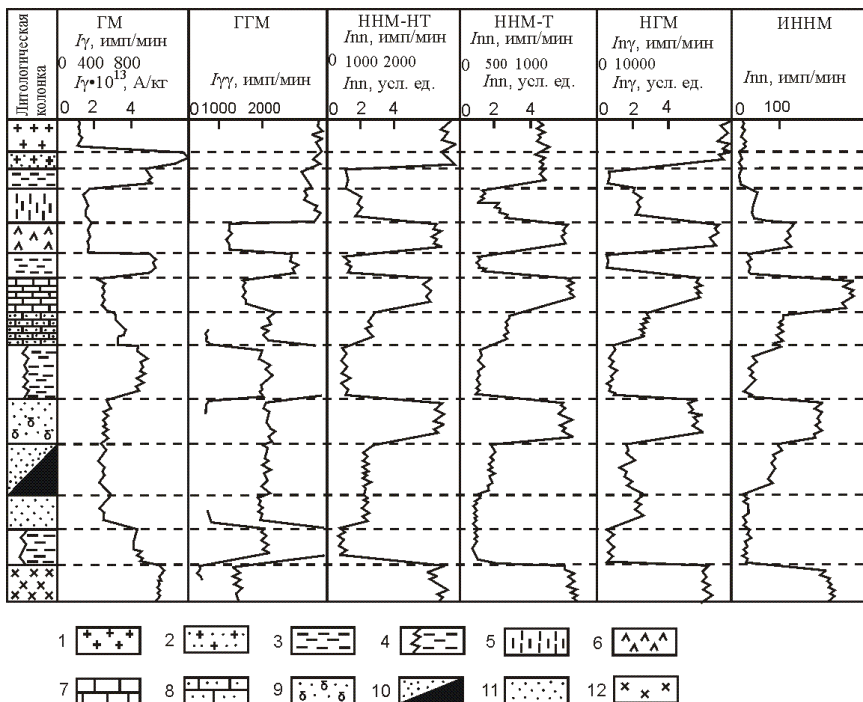 Литологическая колонка
ГМ
Iγ, имп/мин
0 400 800
Iγ•10¹³, А/кг
0 2 4
ГГМ
Iγγ, имп/мин
0 1000 2000
ННМ-НТ
Inn, имп/мин
0 1000 2000
Inn, усл. ед.
0 2 4
ННМ-Т
Inn, имп/мин
0 500 1000
Inn, усл. ед.
0 2 4
НГМ
Inγ, имп/мин
0 10000
Inγ, усл. ед.
0 2 4
ИННМ
Inn, имп/мин
0 100
1 2 3 4 5 6
7 8 9 10 11 12